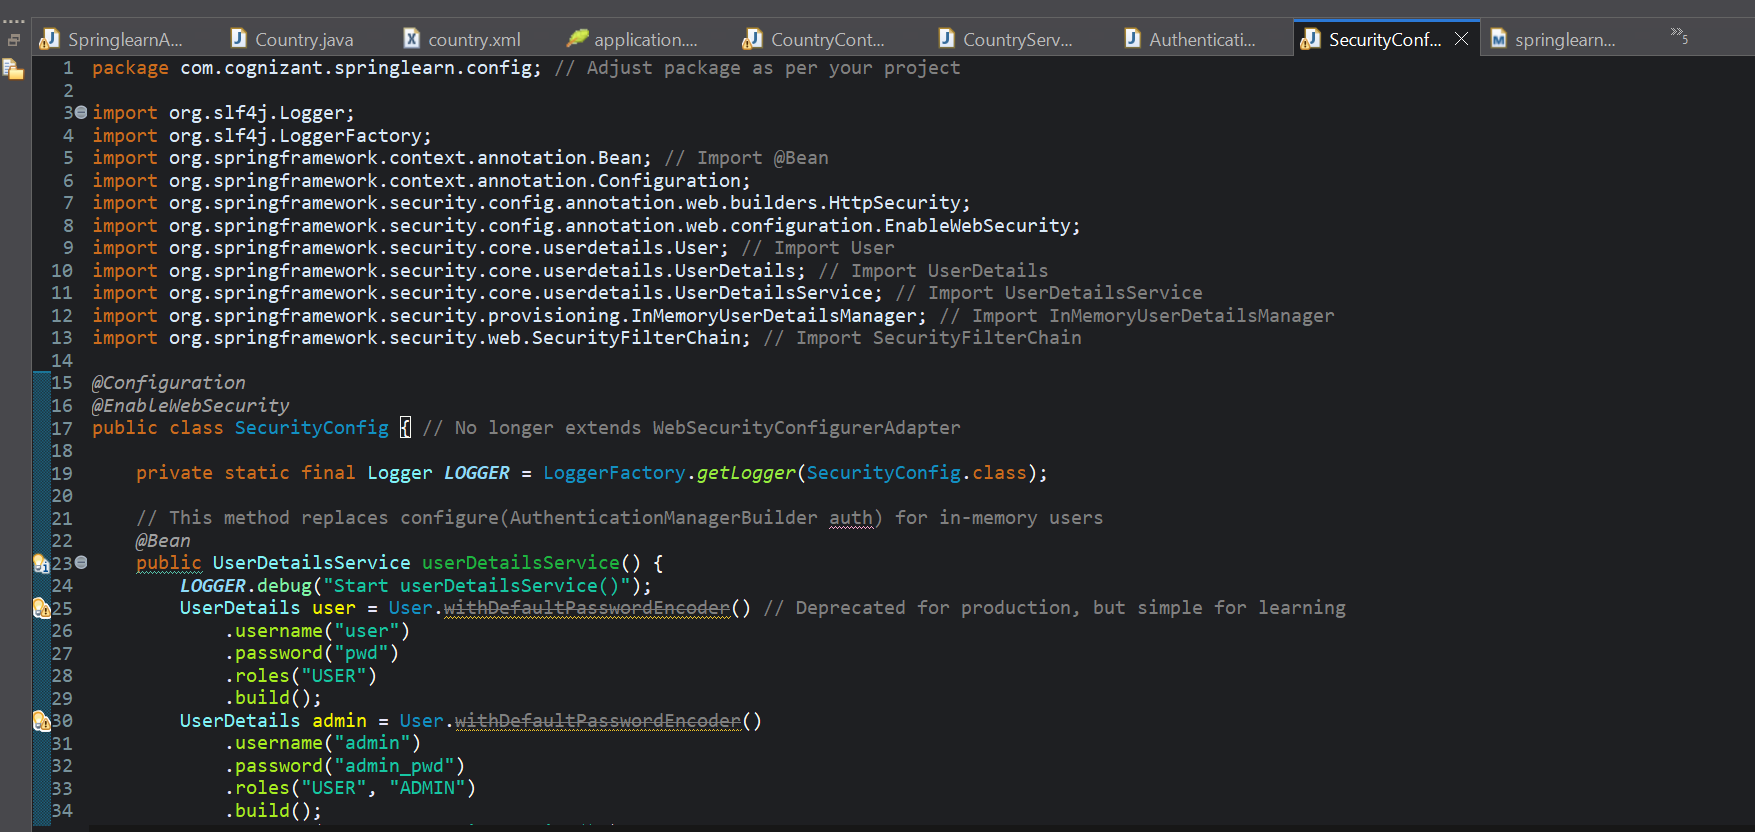 SpringlearnA...
Country.java
country.xml
application....
CountryCont...
CountryServ...
Authenticati...
SecurityConf...
springlearn...
»5
1 package com.cognizant.springlearn.config; // Adjust package as per your project
2
3 import org.slf4j.Logger;
4 import org.slf4j.LoggerFactory;
5 import org.springframework.context.annotation.Bean; // Import @Bean
6 import org.springframework.context.annotation.Configuration;
7 import org.springframework.security.config.annotation.web.builders.HttpSecurity;
8 import org.springframework.security.config.annotation.web.configuration.EnableWebSecurity;
9 import org.springframework.security.core.userdetails.User; // Import User
10 import org.springframework.security.core.userdetails.UserDetails; // Import UserDetails
11 import org.springframework.security.core.userdetails.UserDetailsService; // Import UserDetailsService
12 import org.springframework.security.provisioning.InMemoryUserDetailsManager; // Import InMemoryUserDetailsManager
13 import org.springframework.security.web.SecurityFilterChain; // Import SecurityFilterChain
14
15 @Configuration
16 @EnableWebSecurity
17 public class SecurityConfig { // No longer extends WebSecurityConfigurerAdapter
18
19 private static final Logger LOGGER = LoggerFactory.getLogger(SecurityConfig.class);
20
21 // This method replaces configure(AuthenticationManagerBuilder auth) for in-memory users
22 @Bean
23 public UserDetailsService userDetailsService() {
24 LOGGER.debug("Start userDetailsService()");
25 UserDetails user = User.withDefaultPasswordEncoder() // Deprecated for production, but simple for learning
26 .username("user")
27 .password("pwd")
28 .roles("USER")
29 .build();
30 UserDetails admin = User.withDefaultPasswordEncoder()
31 .username("admin")
32 .password("admin_pwd")
33 .roles("USER", "ADMIN")
34 .build();